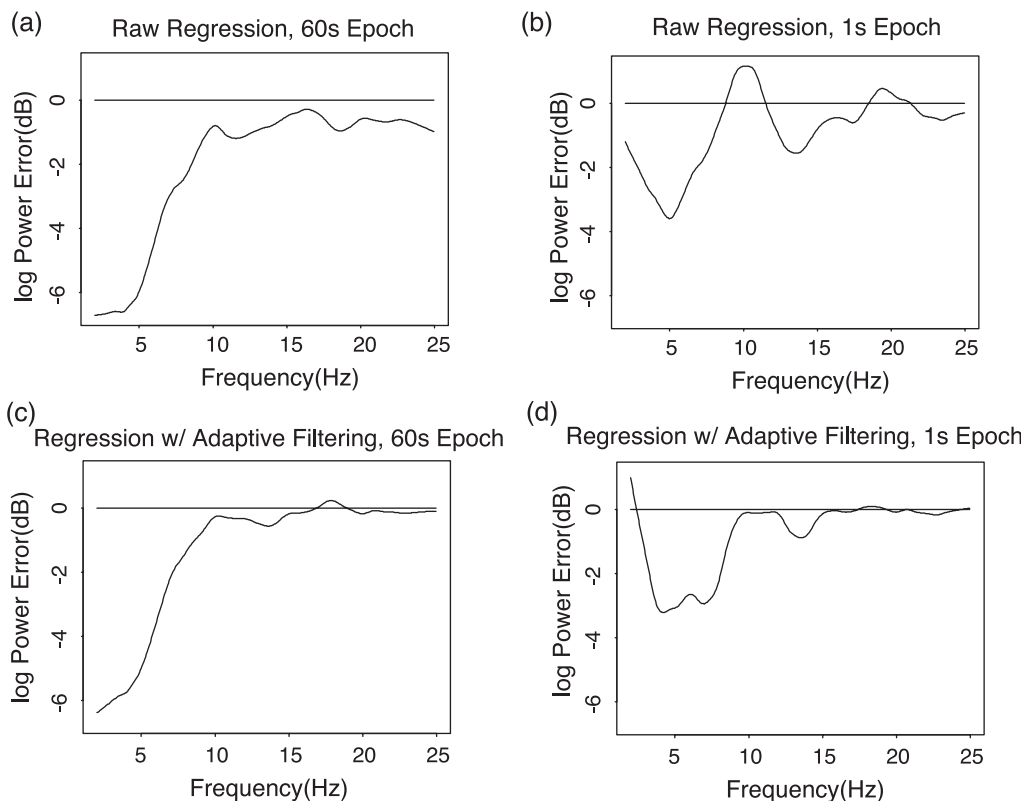 (a)
Raw Regression, 60s Epoch
log Power Error(dB)
0
-2
-4
-6
5
10
15
20
25
Frequency(Hz)
(b)
Raw Regression, 1s Epoch
log Power Error(dB)
0
-2
-4
-6
5
10
15
20
25
Frequency(Hz)
(c)
Regression w/ Adaptive Filtering, 60s Epoch
log Power Error(dB)
0
-2
-4
-6
5
10
15
20
25
Frequency(Hz)
(d)
Regression w/ Adaptive Filtering, 1s Epoch
log Power Error(dB)
0
-2
-4
-6
5
10
15
20
25
Frequency(Hz)